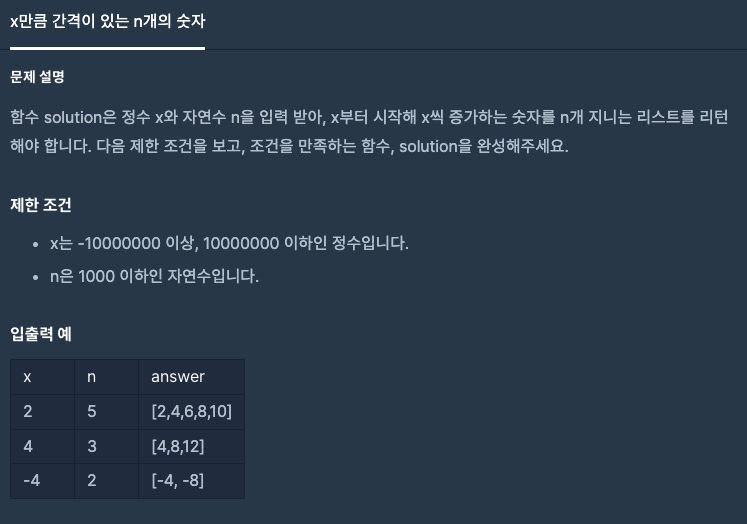 x만큼 간격이 있는 n개의 숫자
문제 설명
함수 solution은 정수 x와 자연수 n을 입력 받아, x부터 시작해 x씩 증가하는 숫자를 n개 지니는 리스트를 리턴
해야 합니다. 다음 제한 조건을 보고, 조건을 만족하는 함수, solution을 완성해주세요.
제한 조건
• x는 -10000000 이상, 10000000 이하인 정수입니다.
• n은 1000 이하인 자연수입니다.
입출력 예
x n answer
2 5 [2,4,6,8,10]
4 3 [4,8,12]
-4 2 [-4, -8]